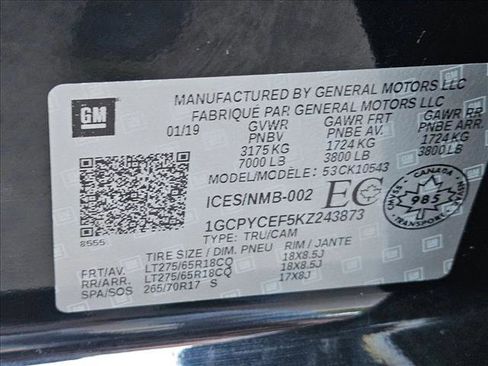 GM
MANUFACTURED BY GENERAL MOTORS LLC
FABRIQUE PAR GENERAL MOTORS LLC
01/19 GVWR GAWR FRT GAWR RR
PNBV PNBE AV. PNBE ARR.
3175 KG 1724 KG 1724 KG
7000 LB 3800 LB 3800 LB
MODEL/MODÈLE: 53CK10543
ICES/NMB-002 EC
CANADA
985
8555
1GCPYCEF5KZ243873
TYPE: TRU/CAM
TIRE SIZE / DIM. PNEU RIM / JANTE
FRT/AV. LT275/65R18CQ 18X8.5J
RR/ARR. LT275/65R18CQ 18X8.5J
SPA/SOS 265/70R17 S 17X8J